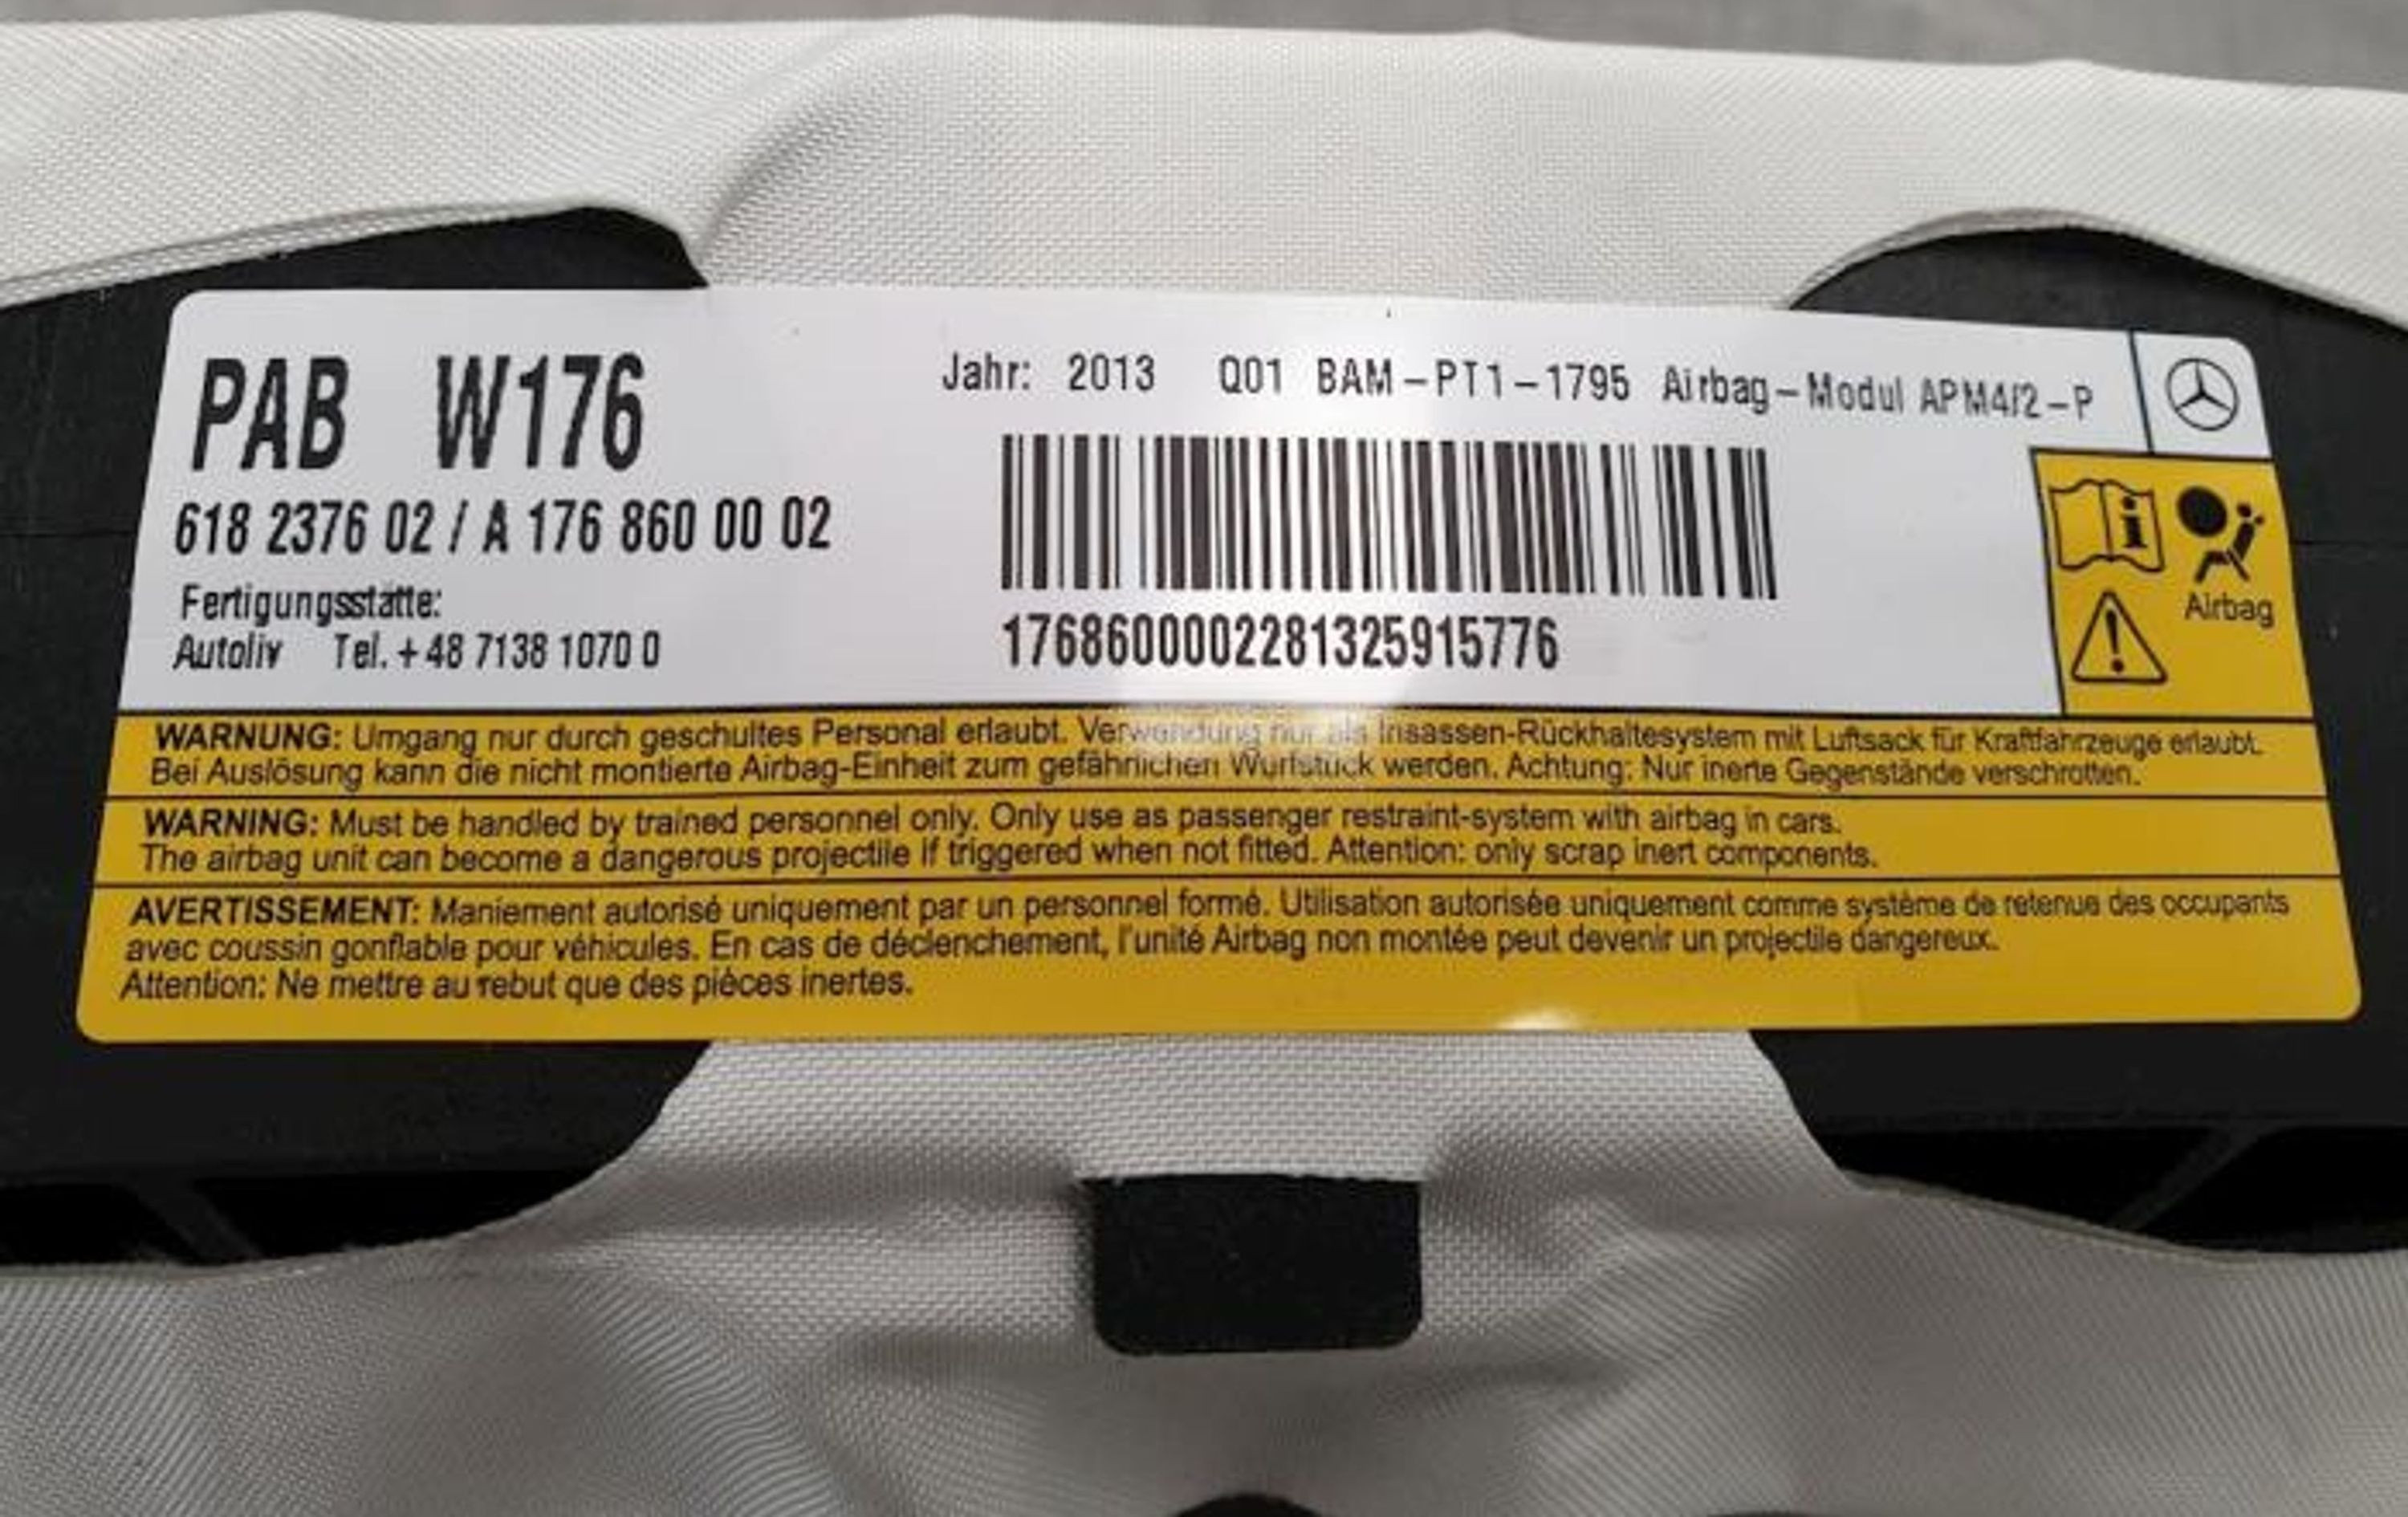 PAB W176
Jahr: 2013 Q01 BAM-PT1-1795 Airbag-Modul APM4/2-P
618 2376 02 / A 176 860 00 02
Fertigungsstätte:
Autoliv Tel. +48 7138 1070 0
1768600002281325915776
Airbag
WARNUNG: Umgang nur durch geschultes Personal erlaubt. Verwendung nur als Insassen-Rückhaltesystem mit Luftsack für Kraftfahrzeuge erlaubt.
Bei Auslösung kann die nicht montierte Airbag-Einheit zum gefährlichen Wurfstück werden. Achtung: Nur inerte Gegenstände verschrotten.
WARNING: Must be handled by trained personnel only. Only use as passenger restraint-system with airbag in cars.
The airbag unit can become a dangerous projectile if triggered when not fitted. Attention: only scrap inert components.
AVERTISSEMENT: Maniement autorisé uniquement par un personnel formé. Utilisation autorisée uniquement comme système de retenue des occupants
avec coussin gonflable pour véhicules. En cas de déclenchement, l'unité Airbag non montée peut devenir un projectile dangereux.
Attention: Ne mettre au rebut que des pièces inertes.